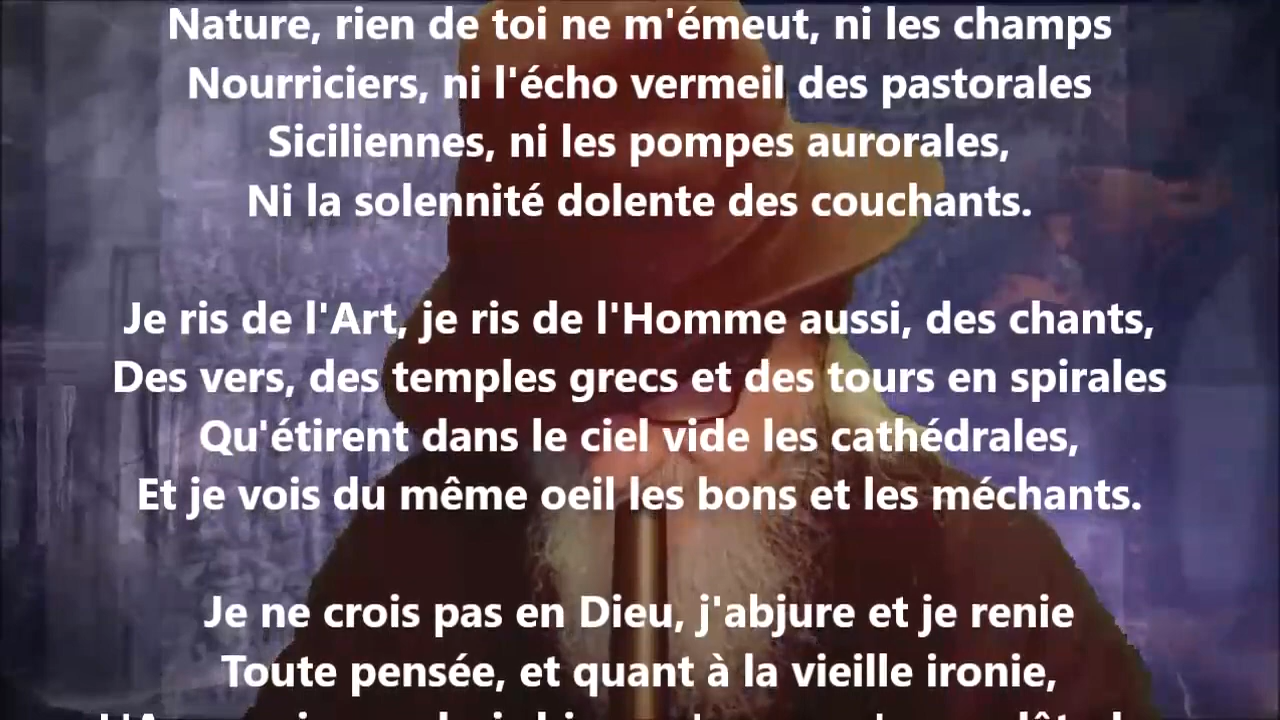 Nature, rien de toi ne m'émeut, ni les champs
Nourriciers, ni l'écho vermeil des pastorales
Siciliennes, ni les pompes aurorales,
Ni la solennité dolente des couchants.
Je ris de l'Art, je ris de l'Homme aussi, des chants,
Des vers, des temples grecs et des tours en spirales
Qu'étirent dans le ciel vide les cathédrales,
Et je vois du même oeil les bons et les méchants.
Je ne crois pas en Dieu, j'abjure et je renie
Toute pensée, et quant à la vieille ironie,